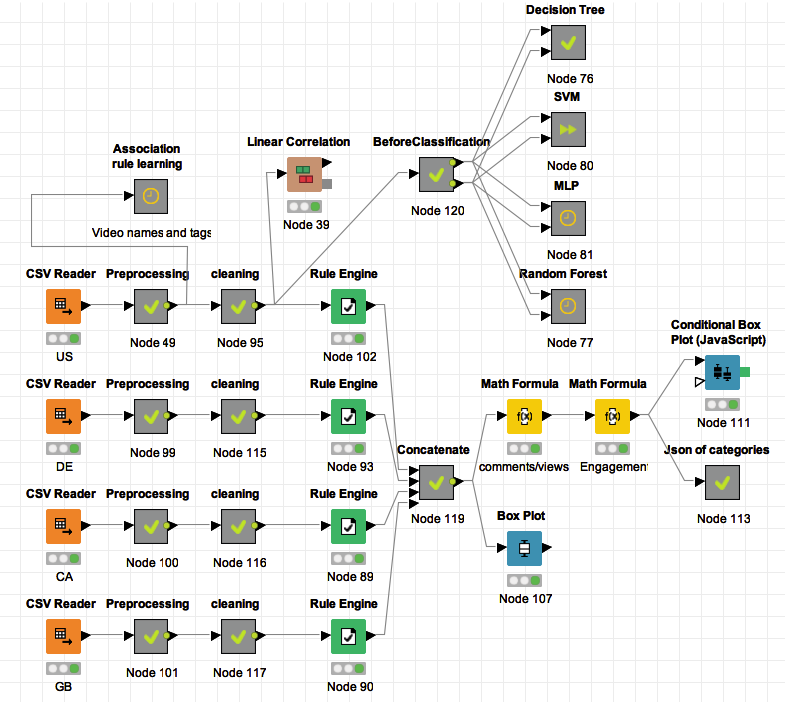 Decision Tree
Node 76
SVM
Node 80
MLP
Node 81
Random Forest
Node 77
Association
rule learning
Video names and tags
Linear Correlation
Node 39
BeforeClassification
Node 120
CSV Reader
US
Preprocessing
Node 49
cleaning
Node 95
Rule Engine
Node 102
CSV Reader
DE
Preprocessing
Node 99
cleaning
Node 115
Rule Engine
Node 93
CSV Reader
CA
Preprocessing
Node 100
cleaning
Node 116
Rule Engine
Node 89
CSV Reader
GB
Preprocessing
Node 101
cleaning
Node 117
Rule Engine
Node 90
Concatenate
Node 119
Math Formula
f(x)
comments/views
Math Formula
f(x)
Engagement
Box Plot
Node 107
Conditional Box
Plot (JavaScript)
Node 111
Json of categories
Node 113